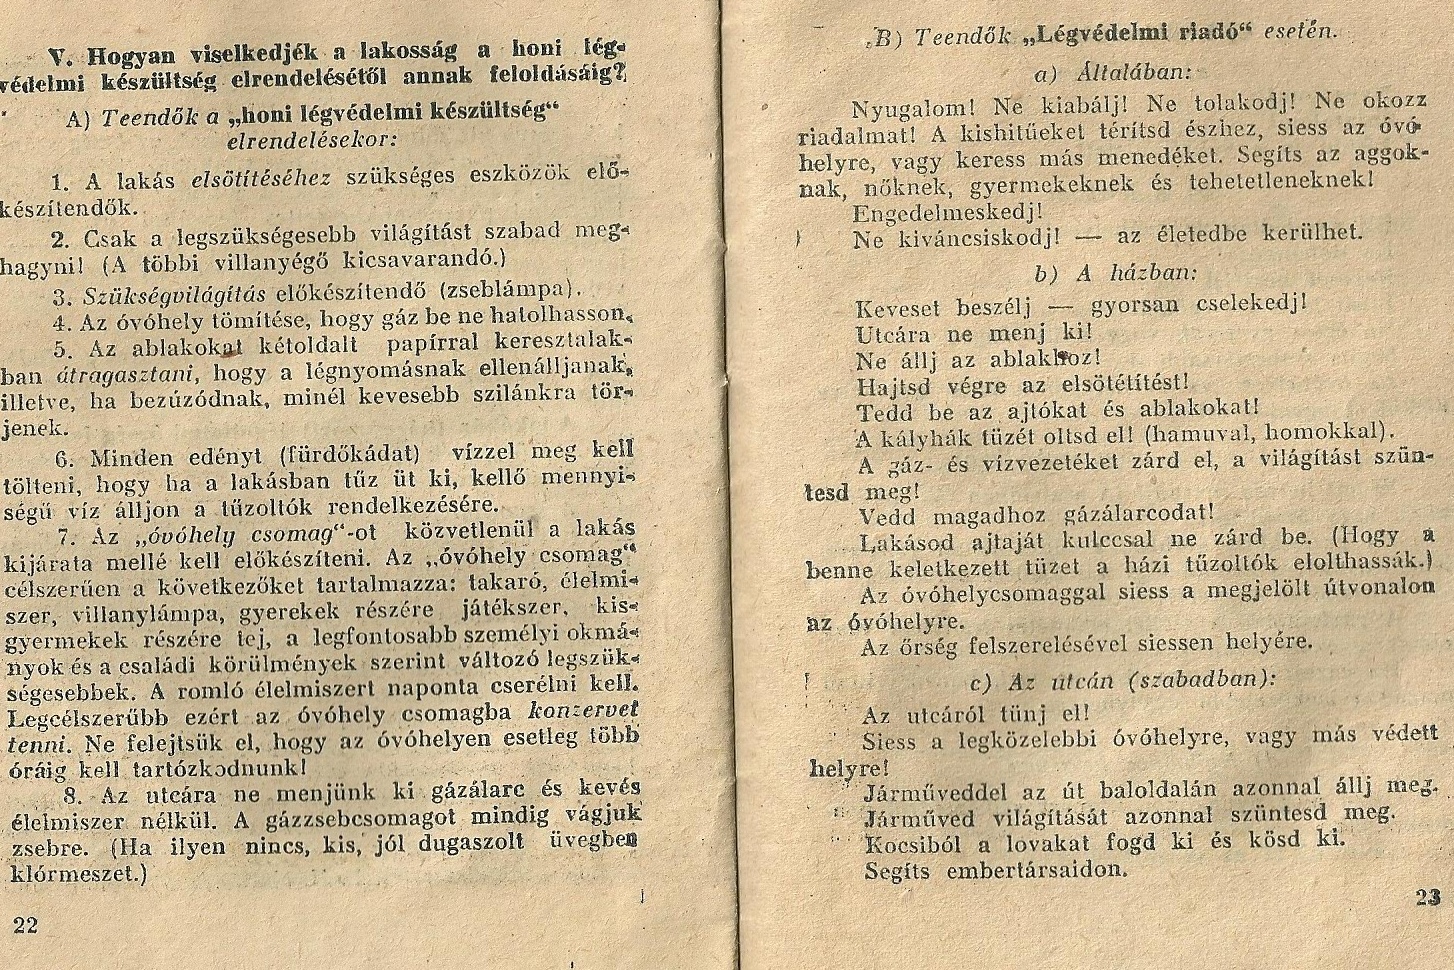 V. Hogyan viselkedjék a lakosság a honi lég-
védelmi készültség elrendelésétől annak feloldásáig?
A) Teendők a „honi légvédelmi készültség“
elrendelésekor:
1. A lakás elsötítéséhez szükséges eszközök elő-
készítendők.
2. Csak a legszükségesebb világítást szabad meg-
hagyni! (A többi villanyégő kicsavarandó.)
3. Szükségvilágítás előkészítendő (zseblámpa).
4. Az óvóhely tömítése, hogy gáz be ne hatolhasson.
5. Az ablakokat kétoldalt papírral keresztalak-
ban átragasztani, hogy a légnyomásnak ellenálljanak,
illetve, ha bezúzódnak, minél kevesebb szilánkra tör-
jenek.
6. Minden edényt (fürdőkádat) vízzel meg kell
tölteni, hogy ha a lakásban tűz üt ki, kellő mennyi-
ségű víz álljon a tűzoltók rendelkezésére.
7. Az „óvóhely csomag“-ot közvetlenül a lakás
kijárata mellé kell előkészíteni. Az „óvóhely csomag“
célszerűen a következőket tartalmazza: takaró, élelmi-
szer, villanylámpa, gyerekek részére játékszer, kis-
gyermekek részére tej, a legfontosabb személyi okmá-
nyok és a családi körülmények szerint változó legszük-
ségesebbek. A romló élelmiszert naponta cserélni kell.
Legcélszerűbb ezért az óvóhely csomagba konzervet
tenni. Ne felejtsük el, hogy az óvóhelyen esetleg több
óráig kell tartózkodnunk!
8. Az utcára ne menjünk ki gázálarc és kevés
élelmiszer nélkül. A gázzsebcsomagot mindig vágjuk
zsebre. (Ha ilyen nincs, kis, jól dugaszolt üvegben
klórmeszet.)
22
B) Teendők „Légvédelmi riadó“ esetén.
a) Általában:
Nyugalom! Ne kiabálj! Ne tolakodj! Ne okozz
riadalmat! A kishitűeket térítsd észhez, siess az óvó-
helyre, vagy keress más menedéket. Segíts az aggok-
nak, nőknek, gyermekeknek és tehetetleneknek!
Engedelmeskedj!
Ne kiváncsiskodj! — az életedbe kerülhet.
b) A házban:
Keveset beszélj — gyorsan cselekedj!
Utcára ne menj ki!
Ne állj az ablakhoz!
Hajtsd végre az elsötétítést!
Tedd be az ajtókat és ablakokat!
A kályhák tüzét oltsd el! (hamuval, homokkal).
A gáz- és vízvezetéket zárd el, a világítást szün-
tesd meg!
Vedd magadhoz gázálarcodat!
Lakásod ajtaját kulccsal ne zárd be. (Hogy a
benne keletkezett tüzet a házi tűzoltók elolthassák.)
Az óvóhelycsomaggal siess a megjelölt útvonalon
az óvóhelyre.
Az őrség felszerelésével siessen helyére.
c) Az utcán (szabadban):
Az utcáról tünj el!
Siess a legközelebbi óvóhelyre, vagy más védett
helyre!
Járműveddel az út baloldalán azonnal állj meg.
Járműved világítását azonnal szüntesd meg.
Kocsiból a lovakat fogd ki és kösd ki.
Segíts embertársaidon.
23